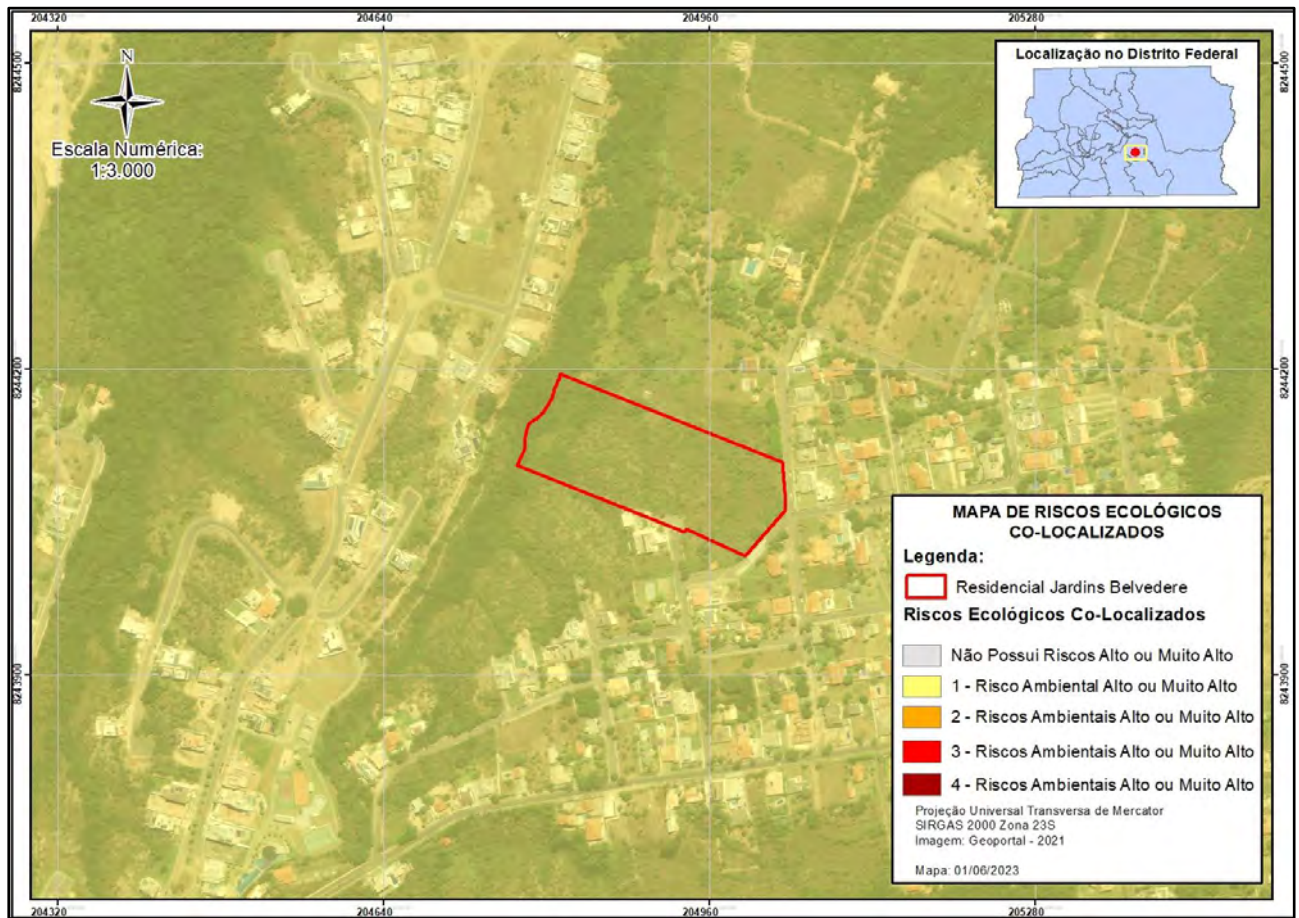 204320 204640 204960 205280
8244500
8244500
N
Escala Numérica:
1:3.000
Localização no Distrito Federal
8244200
8244200
8243900
8243900
MAPA DE RISCOS ECOLÓGICOS
CO-LOCALIZADOS
Legenda:
Residencial Jardins Belvedere
Riscos Ecológicos Co-Localizados
Não Possui Riscos Alto ou Muito Alto
1 - Risco Ambiental Alto ou Muito Alto
2 - Riscos Ambientais Alto ou Muito Alto
3 - Riscos Ambientais Alto ou Muito Alto
4 - Riscos Ambientais Alto ou Muito Alto
Projeção Universal Transversa de Mercator
SIRGAS 2000 Zona 23S
Imagem: Geoportal - 2021
Mapa: 01/06/2023
204320 204640 204960 205280